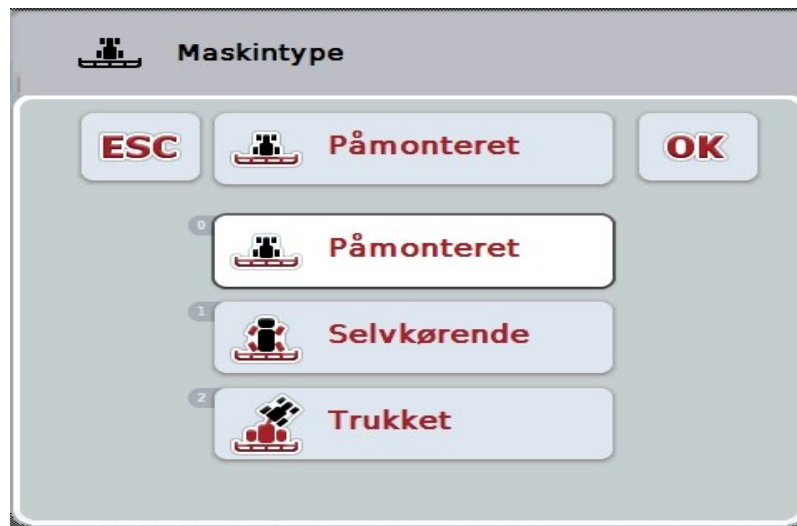 Maskintype
ESC Påmonteret OK
0 Påmonteret
1 Selvkørende
2 Trukket